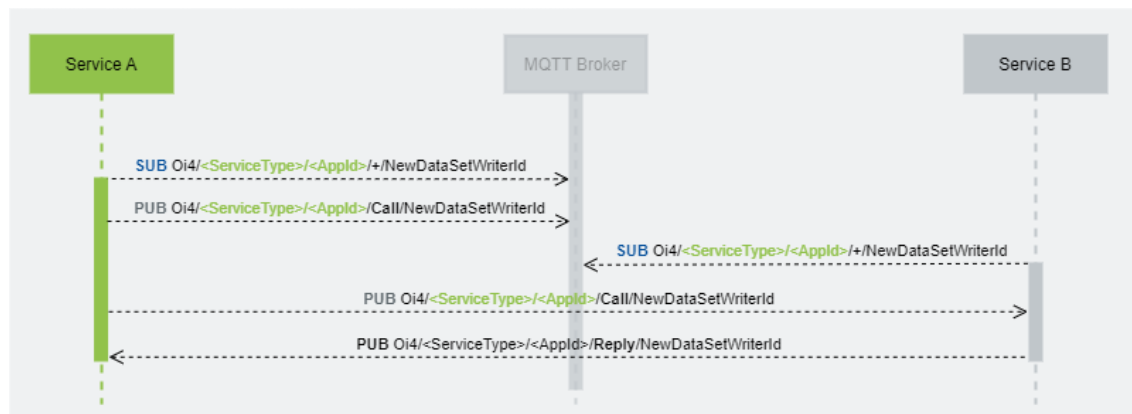 Service A
MQTT Broker
Service B
SUB Oi4/<ServiceType>/<AppId>/+/NewDataSetWriterId
PUB Oi4/<ServiceType>/<AppId>/Call/NewDataSetWriterId
SUB Oi4/<ServiceType>/<AppId>/+/NewDataSetWriterId
PUB Oi4/<ServiceType>/<AppId>/Call/NewDataSetWriterId
PUB Oi4/<ServiceType>/<AppId>/Reply/NewDataSetWriterId